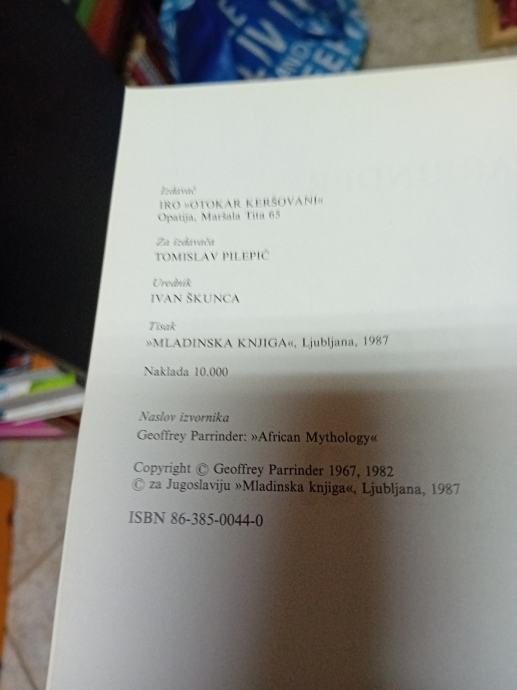 Izdavač
IRO »OTOKAR KERŠOVANI«
Opatija, Maršala Tita 65
Za izdavača
TOMISLAV PILEPIČ
Urednik
IVAN ŠKUNCA
Tisak
»MLADINSKA KNJIGA«, Ljubljana, 1987
Naklada 10.000
Naslov izvornika
Geoffrey Parrinder: »African Mythology«
Copyright © Geoffrey Parrinder 1967, 1982
© za Jugoslaviju »Mladinska knjiga«, Ljubljana, 1987
ISBN 86-385-0044-0